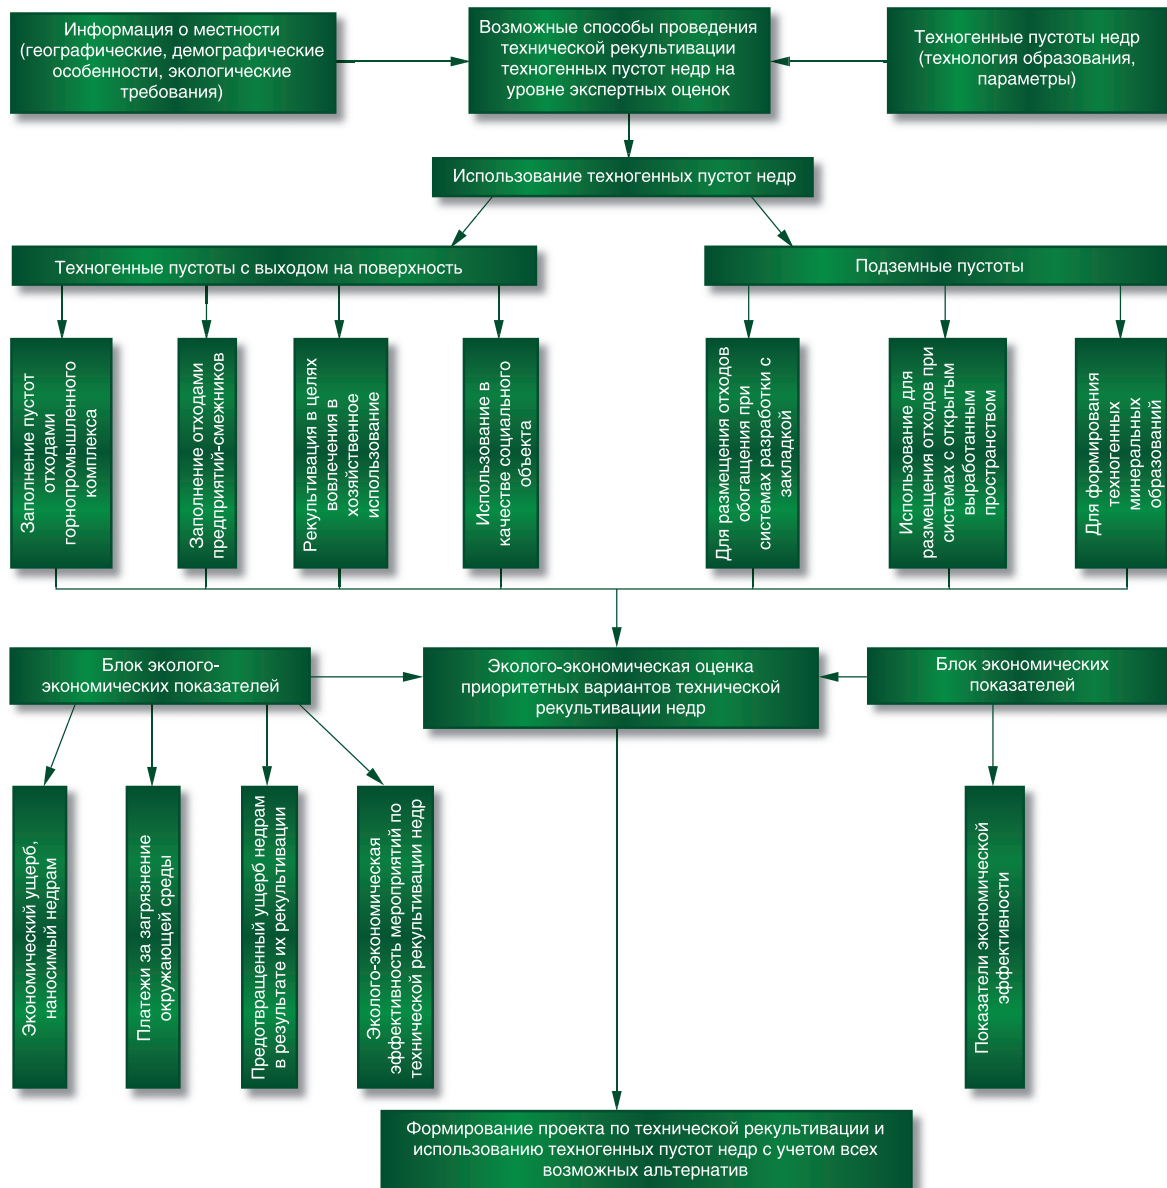 Информация о местности
(географические, демографические
особенности, экологические
требования)
Возможные способы проведения
технической рекультивации
техногенных пустот недр на
уровне экспертных оценок
Техногенные пустоты недр
(технология образования,
параметры)
Использование техногенных пустот недр
Техногенные пустоты с выходом на поверхность
Подземные пустоты
Заполнение пустот
отходами
горнопромышленного
комплекса
Заполнение отходами
предприятий-смежников
Рекультивация в целях
вовлечения в
хозяйственное
использование
Использование в
качестве социального
объекта
Для размещения отходов
обогащения при
системах разработки с
закладкой
Использование для
размещения отходов при
системах с открытым
выработанным
пространством
Для формирования
техногенных
минеральных
образований
Блок эколого-
экономических показателей
Эколого-экономическая оценка
приоритетных вариантов технической
рекультивации недр
Блок экономических
показателей
Экономический ущерб,
наносимый недрам
Платежи за загрязнение
окружающей среды
Предотвращенный ущерб недрам
в результате их рекультивации
Эколого-экономическая
эффективность мероприятий по
технической рекультивации недр
Показатели экономической
эффективности
Формирование проекта по технической рекультивации и
использованию техногенных пустот недр с учетом всех
возможных альтернатив